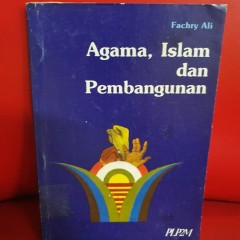 Fachry Ali
Agama, Islam
dan
Pembangunan
PLP2M